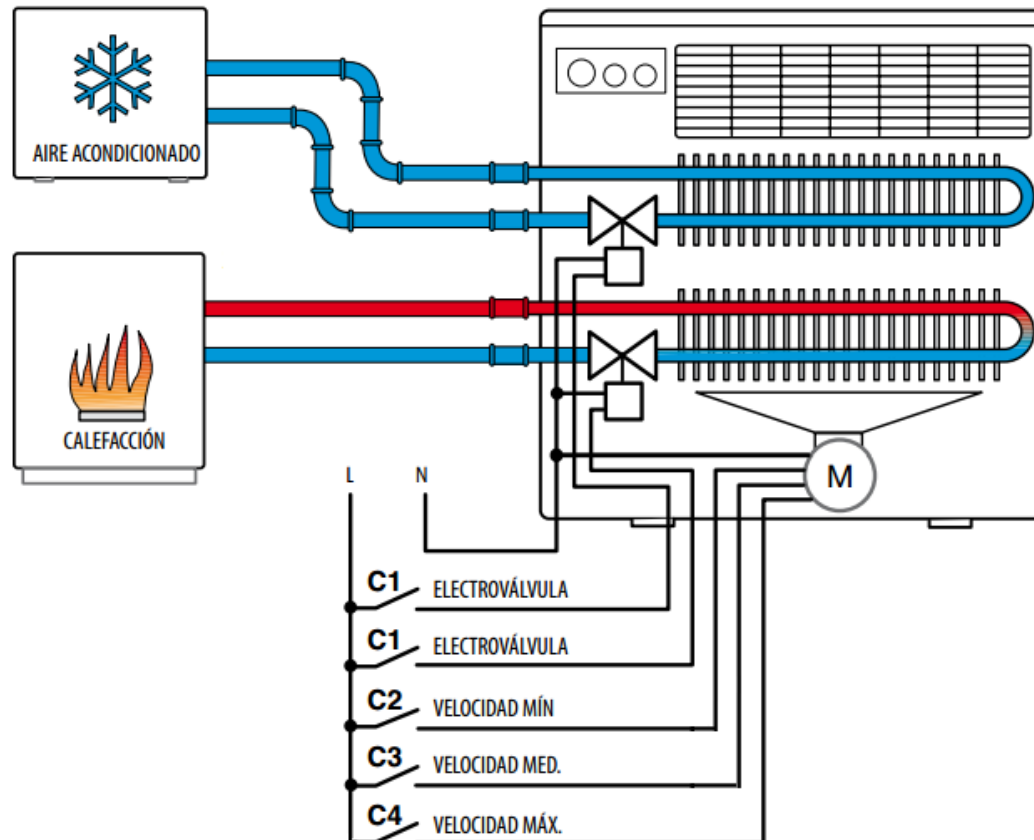 AIRE ACONDICIONADO
CALEFACCIÓN
M
L N
C1 ELECTROVÁLVULA
C1 ELECTROVÁLVULA
C2 VELOCIDAD MÍN
C3 VELOCIDAD MED.
C4 VELOCIDAD MÁX.